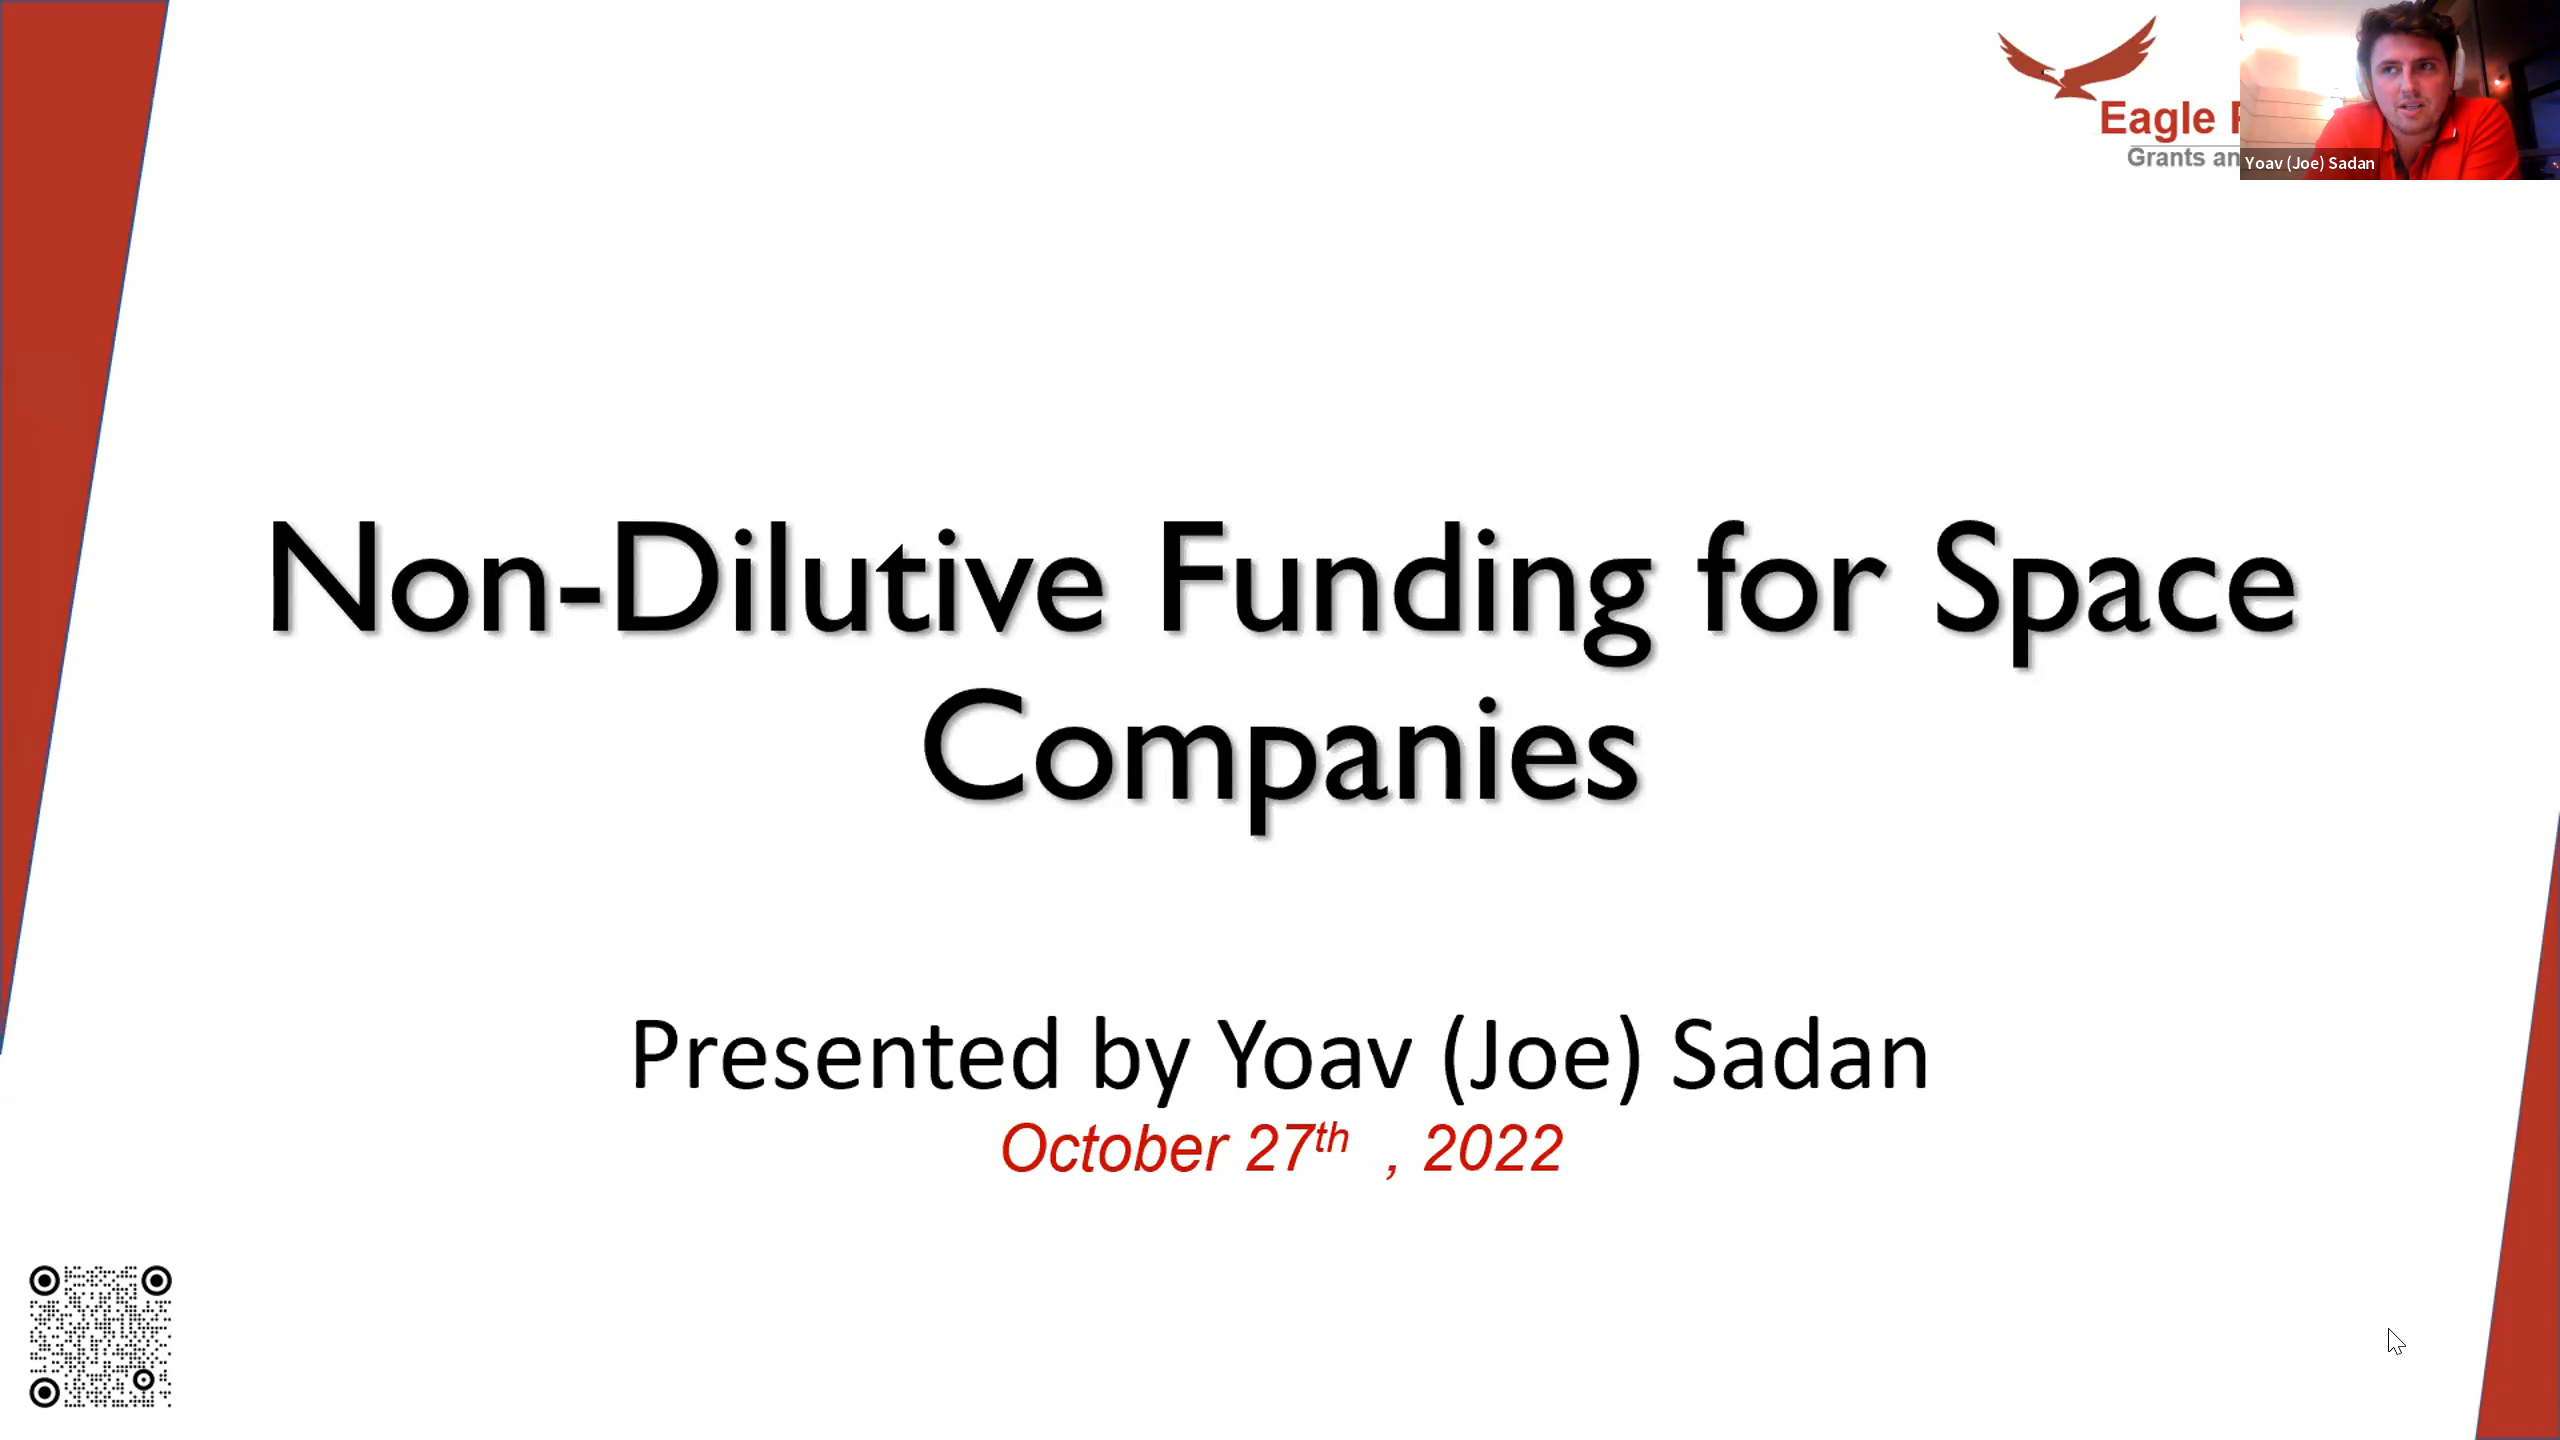 Eagle
Grants
Yoav (Joe) Sadan
Non-Dilutive Funding for Space
Companies
Presented by Yoav (Joe) Sadan
October 27th , 2022